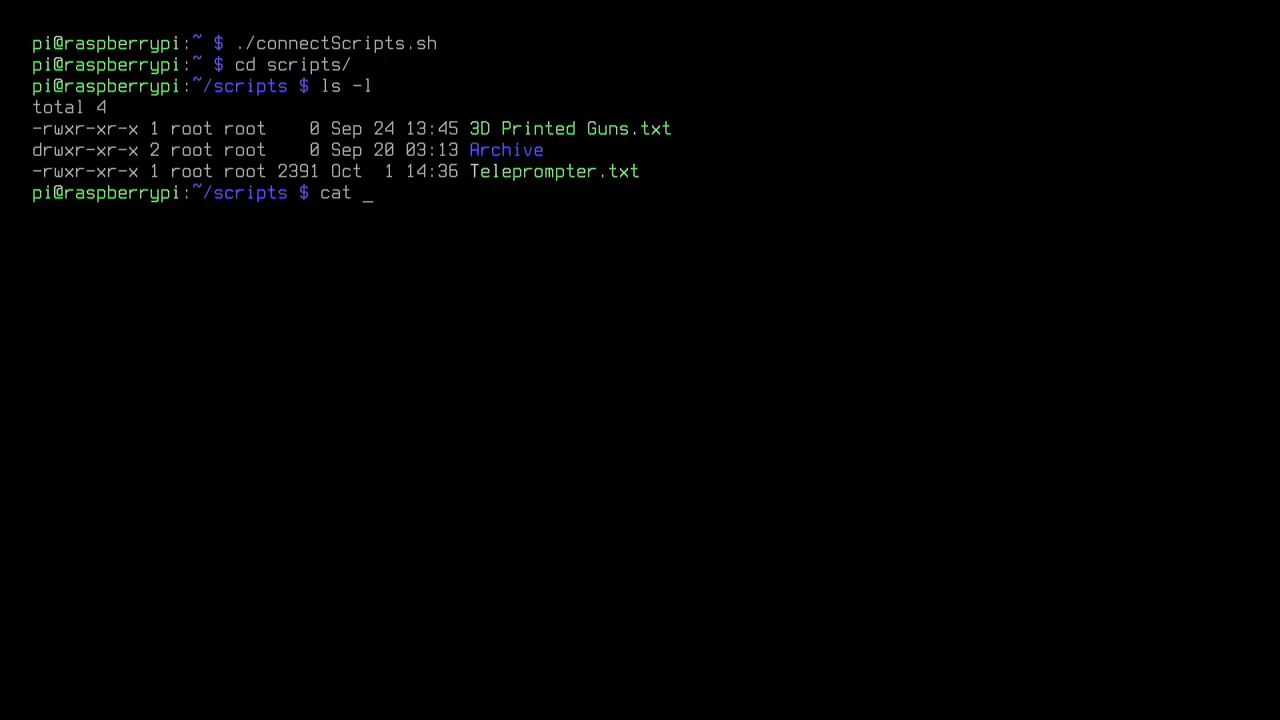 pi@raspberrypi:~ $ ./connectScripts.sh
pi@raspberrypi:~ $ cd scripts/
pi@raspberrypi:~/scripts $ ls -l
total 4
-rwxr-xr-x 1 root root    0 Sep 24 13:45 3D Printed Guns.txt
drwxr-xr-x 2 root root    0 Sep 20 03:13 Archive
-rwxr-xr-x 1 root root 2391 Oct  1 14:36 Teleprompter.txt
pi@raspberrypi:~/scripts $ cat _